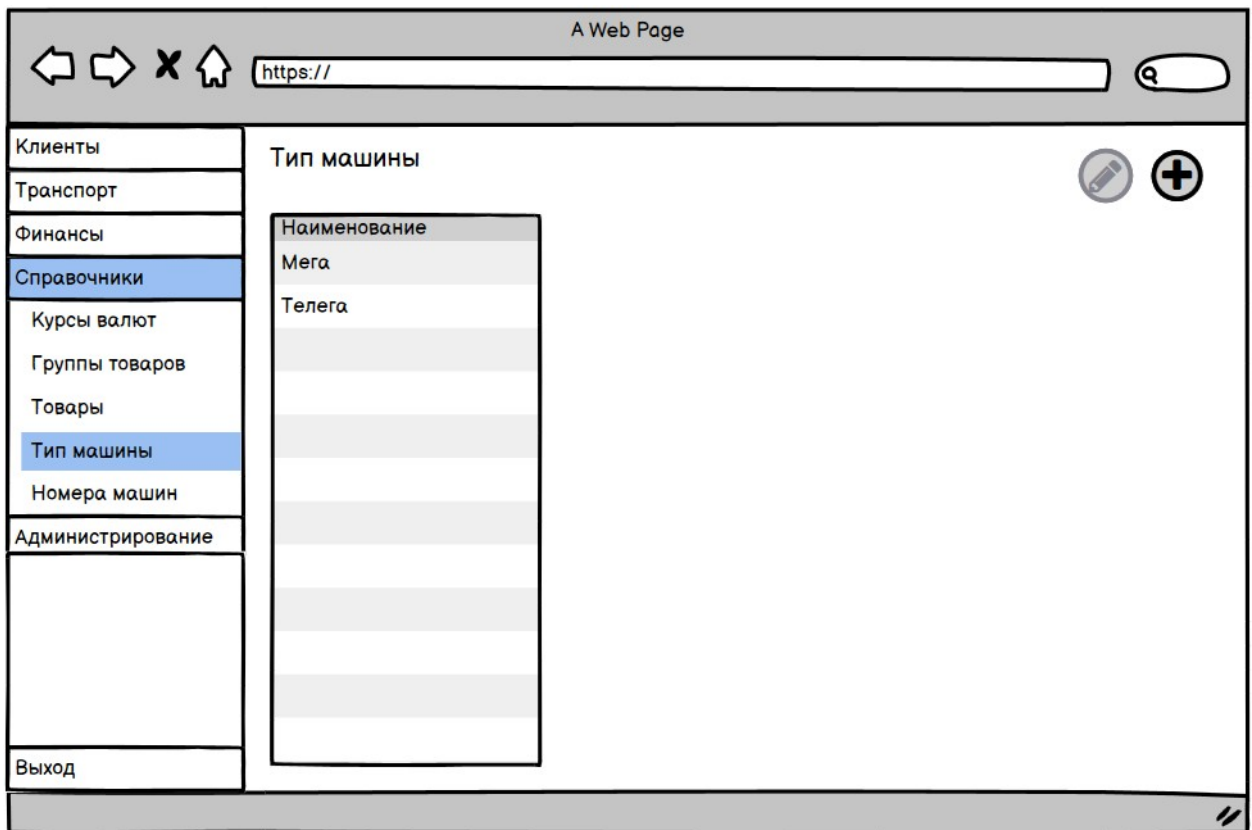 A Web Page
https://
Клиенты
Транспорт
Финансы
Справочники
Курсы валют
Группы товаров
Товары
Тип машины
Номера машин
Администрирование
Выход
Тип машины
Наименование
Мега
Телега